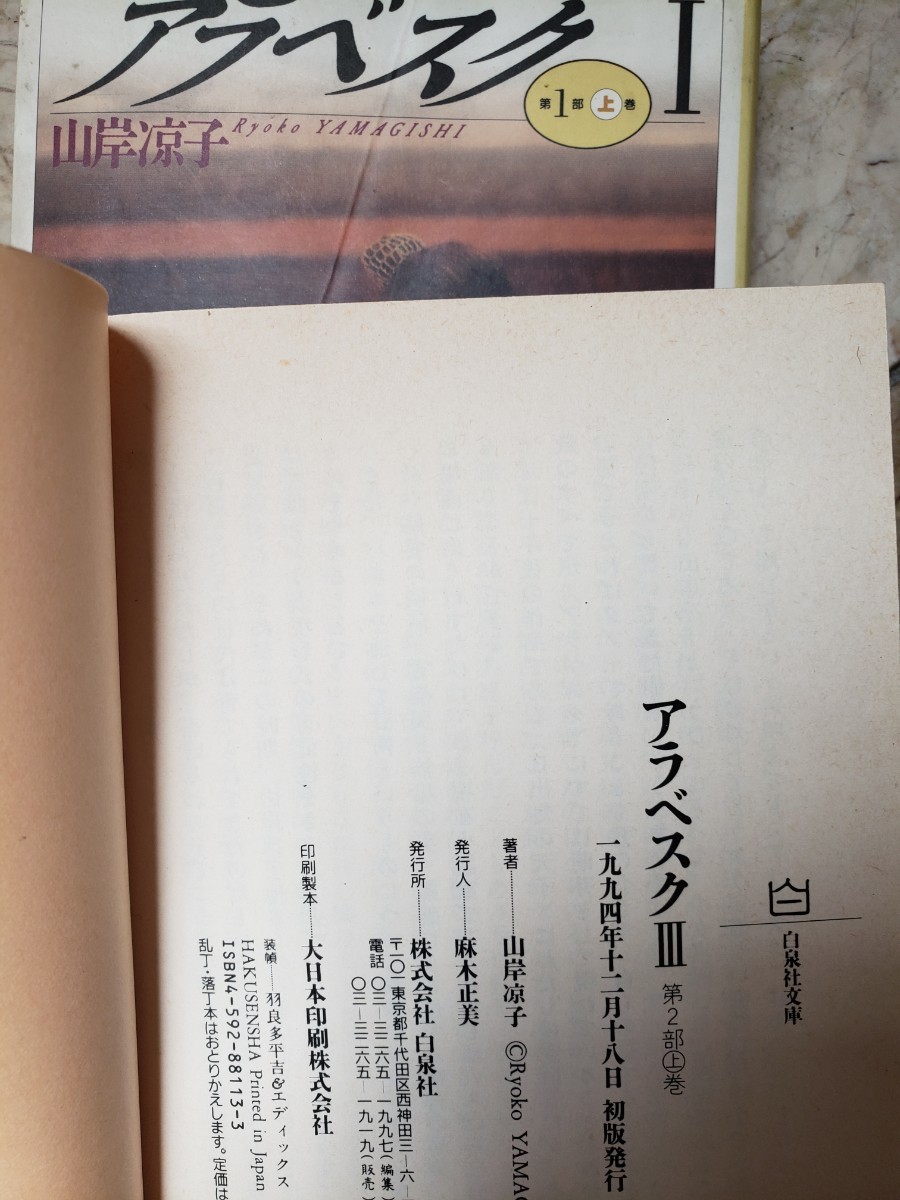 アラベスク I
第1部上巻
山岸凉子 Ryoko YAMAGISHI
白泉社文庫
アラベスクⅢ 第2部上巻
一九九四年十二月十八日 初版発行
著者………山岸凉子 ©Ryoko YAMAG
発行人………麻木正美
発行所………株式会社 白泉社
〒一〇一 東京都千代田区西神田三-六-
電話 〇三-三二六五-一九九七(編集)
〇三-三二六五-一九一九(販売)
印刷製本………大日本印刷株式会社
装幀——羽良多平吉&エディックス
HAKUSENSHA Printed in Japan
ISBN4-592-88113-3
乱丁・落丁本はおとりかえします。定価は